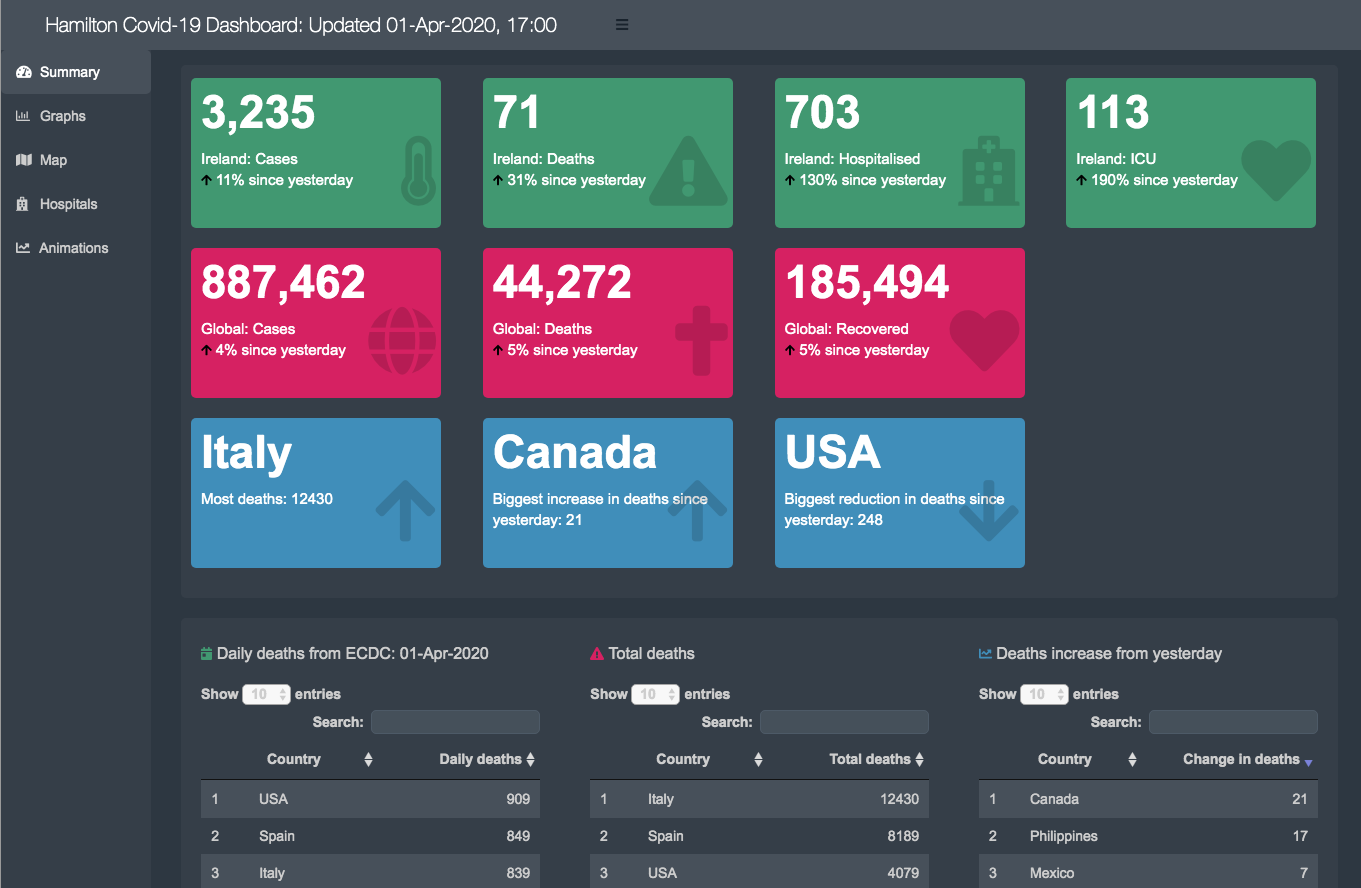 Hamilton Covid-19 Dashboard: Updated 01-Apr-2020, 17:00
Summary
Graphs
Map
Hospitals
Animations
3,235
Ireland: Cases
11% since yesterday
71
Ireland: Deaths
31% since yesterday
703
Ireland: Hospitalised
130% since yesterday
113
Ireland: ICU
190% since yesterday
887,462
Global: Cases
4% since yesterday
44,272
Global: Deaths
5% since yesterday
185,494
Global: Recovered
5% since yesterday
Italy
Most deaths: 12430
Canada
Biggest increase in deaths since
yesterday: 21
USA
Biggest reduction in deaths since
yesterday: 248
Daily deaths from ECDC: 01-Apr-2020
Show 10 entries
Search:
Country Daily deaths
1 USA 909
2 Spain 849
3 Italy 839
Total deaths
Show 10 entries
Search:
Country Total deaths
1 Italy 12430
2 Spain 8189
3 USA 4079
Deaths increase from yesterday
Show 10 entries
Search:
Country Change in deaths
1 Canada 21
2 Philippines 17
3 Mexico 7